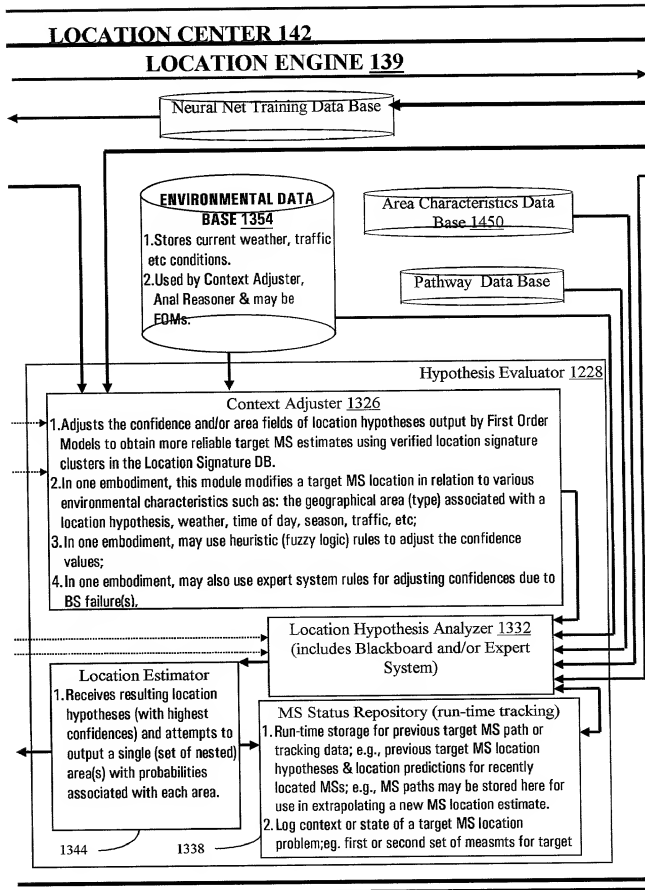 LOCATION CENTER 142
LOCATION ENGINE 139
Neural Net Training Data Base
ENVIRONMENTAL DATA
BASE 1354
1.Stores current weather, traffic
etc conditions.
2.Used by Context Adjuster,
Anal Reasoner & may be
FOMs.
Area Characteristics Data
Base 1450
Pathway Data Base
Hypothesis Evaluator 1228
Context Adjuster 1326
1.Adjusts the confidence and/or area fields of location hypotheses output by First Order
Models to obtain more reliable target MS estimates using verified location signature
clusters in the Location Signature DB.
2.In one embodiment, this module modifies a target MS location in relation to various
environmental characteristics such as: the geographical area (type) associated with a
location hypothesis, weather, time of day, season, traffic, etc;
3.In one embodiment, may use heuristic (fuzzy logic) rules to adjust the confidence
values;
4.In one embodiment, may also use expert system rules for adjusting confidences due to
BS failure(s).
Location Hypothesis Analyzer 1332
(includes Blackboard and/or Expert
System)
Location Estimator
1.Receives resulting location
hypotheses (with highest
confidences) and attempts to
output a single (set of nested)
area(s) with probabilities
associated with each area.
MS Status Repository (run-time tracking)
1.Run-time storage for previous target MS path or
tracking data; e.g., previous target MS location
hypotheses & location predictions for recently
located MSs; e.g., MS paths may be stored here for
use in extrapolating a new MS location estimate.
2. Log context or state of a target MS location
problem;eg. first or second set of measmts for target
1344
1338